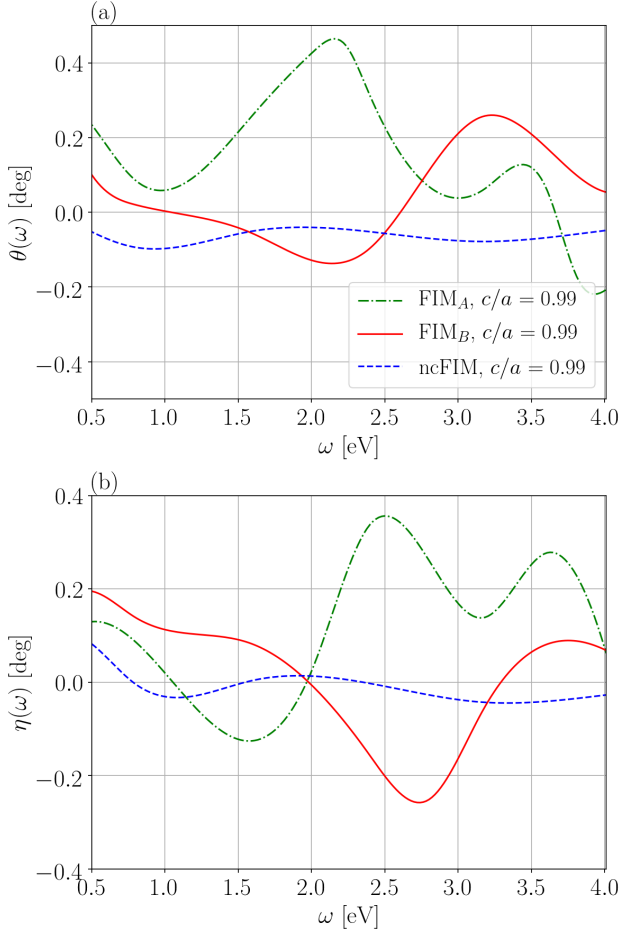 (a)
0.4
0.2
0.0
−0.2
−0.4
θ(ω) [deg]
FIM_A, c/a = 0.99
FIM_B, c/a = 0.99
ncFIM, c/a = 0.99
0.5 1.0 1.5 2.0 2.5 3.0 3.5 4.0
ω [eV]
(b)
0.4
0.2
0.0
−0.2
−0.4
η(ω) [deg]
0.5 1.0 1.5 2.0 2.5 3.0 3.5 4.0
ω [eV]